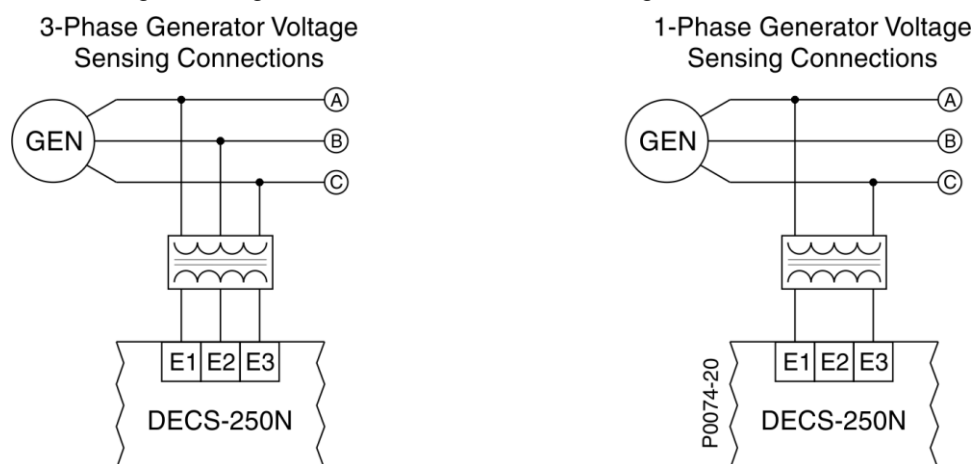 3-Phase Generator Voltage
Sensing Connections
GEN
A
B
C
E1 E2 E3
DECS-250N
1-Phase Generator Voltage
Sensing Connections
GEN
A
B
C
E1 E2 E3
DECS-250N
P0074-20